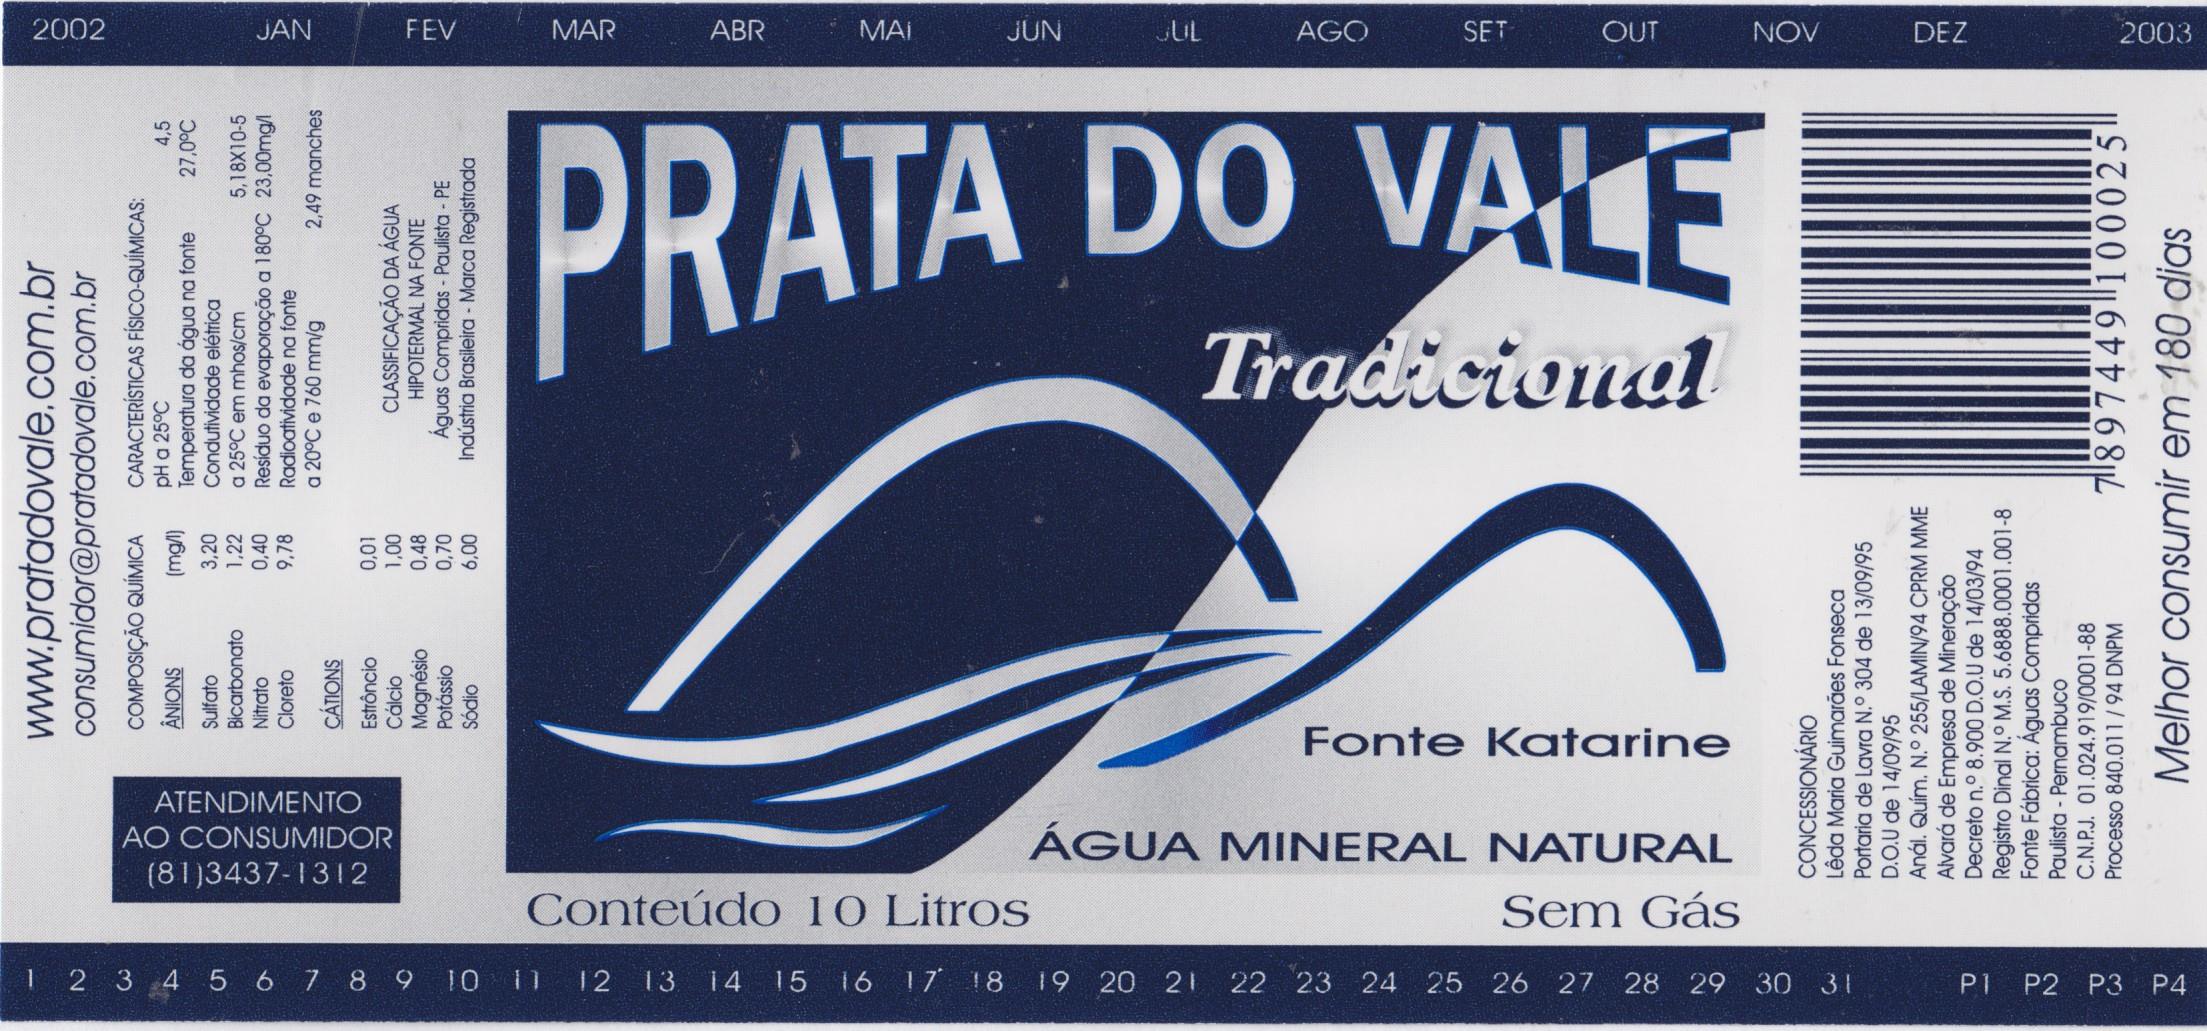 2002 JAN FEV MAR ABR MAI JUN JUL AGO SET OUT NOV DEZ 2003
www.pratadovale.com.br
consumidor@pratadovale.com.br
COMPOSIÇÃO QUÍMICA
ÂNIONS (mg/l)
Sulfato 3,20
Bicarbonato 1,22
Nitrato 0,40
Cloreto 9,78
CÁTIONS
Estrôncio 0,01
Cálcio 1,00
Magnésio 0,48
Potássio 0,70
Sódio 6,00
CARACTERÍSTICAS FÍSICO-QUÍMICAS:
pH a 25ºC 4,5
Temperatura da água na fonte 27,0ºC
Condutividade elétrica
a 25ºC em mhos/cm 5,18X10-5
Resíduo da evaporação a 180ºC 23,00mg/l
Radioatividade na fonte
a 20ºC e 760 mm/g 2,49 manches
CLASSIFICAÇÃO DA ÁGUA
HIPOTERMAL NA FONTE
Águas Compridas - Paulista - PE
Indústria Brasileira - Marca Registrada
ATENDIMENTO
AO CONSUMIDOR
(81)3437-1312
PRATA DO VALE
Tradicional
Fonte Katarine
ÁGUA MINERAL NATURAL
Conteúdo 10 Litros
Sem Gás
CONCESSIONÁRIO
Lêda Maria Guimarães Fonseca
Portaria de Lavra N.º 304 de 13/09/95
D.O.U de 14/09/95
Anál. Quím. N.º 255/LAMIN/94 CPRM MME
Alvará de Empresa de Mineração
Decreto n.º 8.900 D.O.U de 14/03/94
Registro Dinal N.º M.S. 5.6888.0001.001-8
Fonte Fábrica: Águas Compridas
Paulista - Pernambuco
C.N.P.J. 01.024.919/0001-88
Processo 840.011 / 94 DNPM
7 897449 100025
Melhor consumir em 180 dias
1 2 3 4 5 6 7 8 9 10 11 12 13 14 15 16 17 18 19 20 21 22 23 24 25 26 27 28 29 30 31 P1 P2 P3 P4